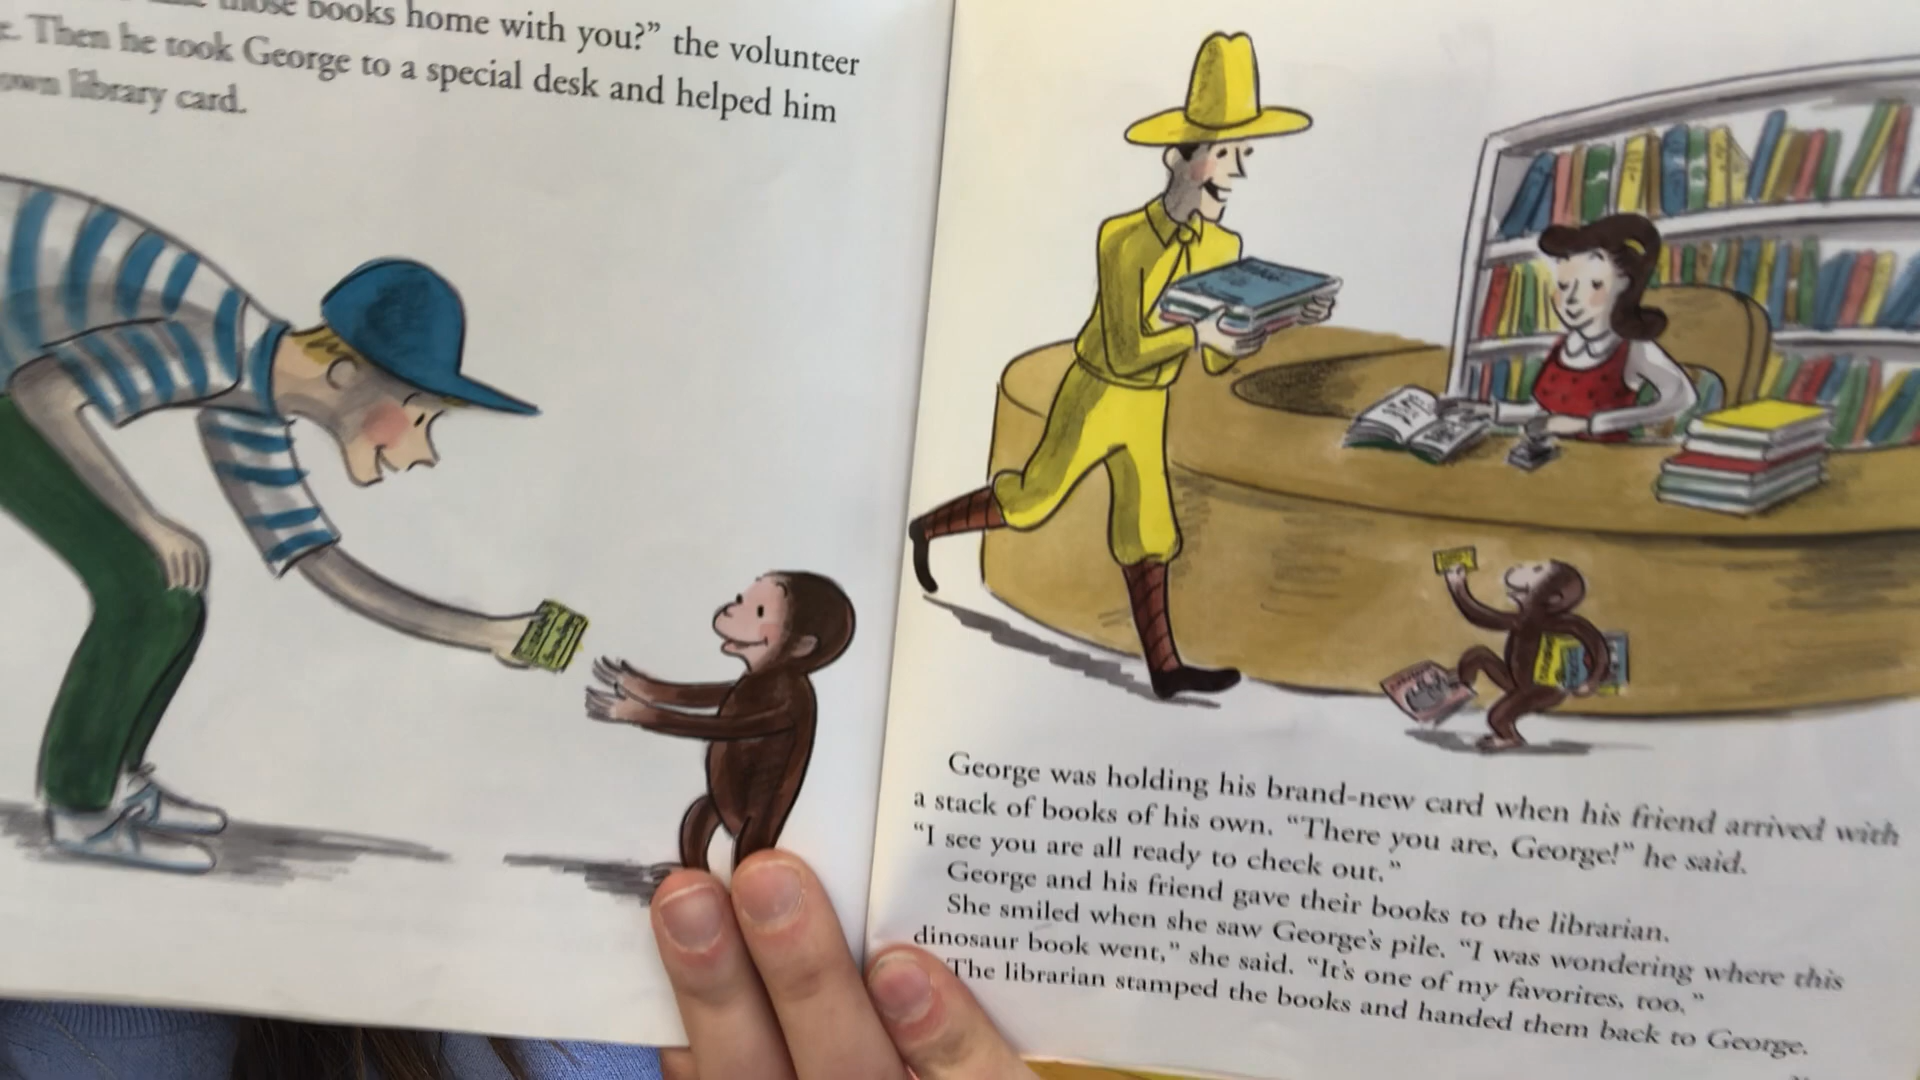 those books home with you?” the volunteer
Then he took George to a special desk and helped him
own library card.
George was holding his brand-new card when his friend arrived with
a stack of books of his own. “There you are, George!” he said.
“I see you are all ready to check out.”
George and his friend gave their books to the librarian.
She smiled when she saw George’s pile. “I was wondering where this
dinosaur book went,” she said. “It’s one of my favorites, too.”
The librarian stamped the books and handed them back to George.